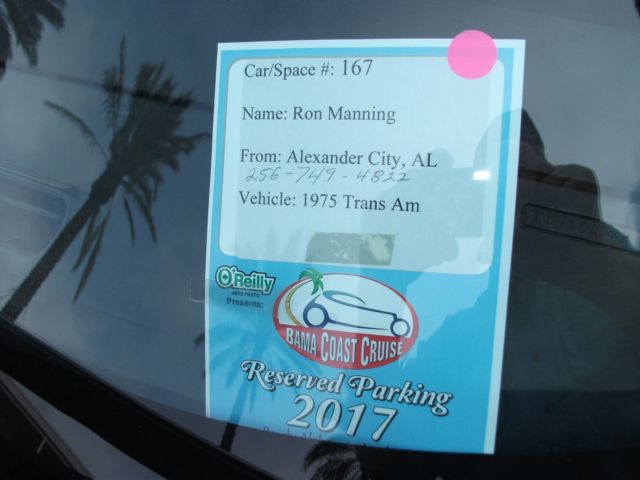 Car/Space #: 167
Name: Ron Manning
From: Alexander City, AL
256-749-4822
Vehicle: 1975 Trans Am
O'Reilly
AUTO PARTS
Presents:
BAMA COAST CRUISE
Reserved Parking
2017